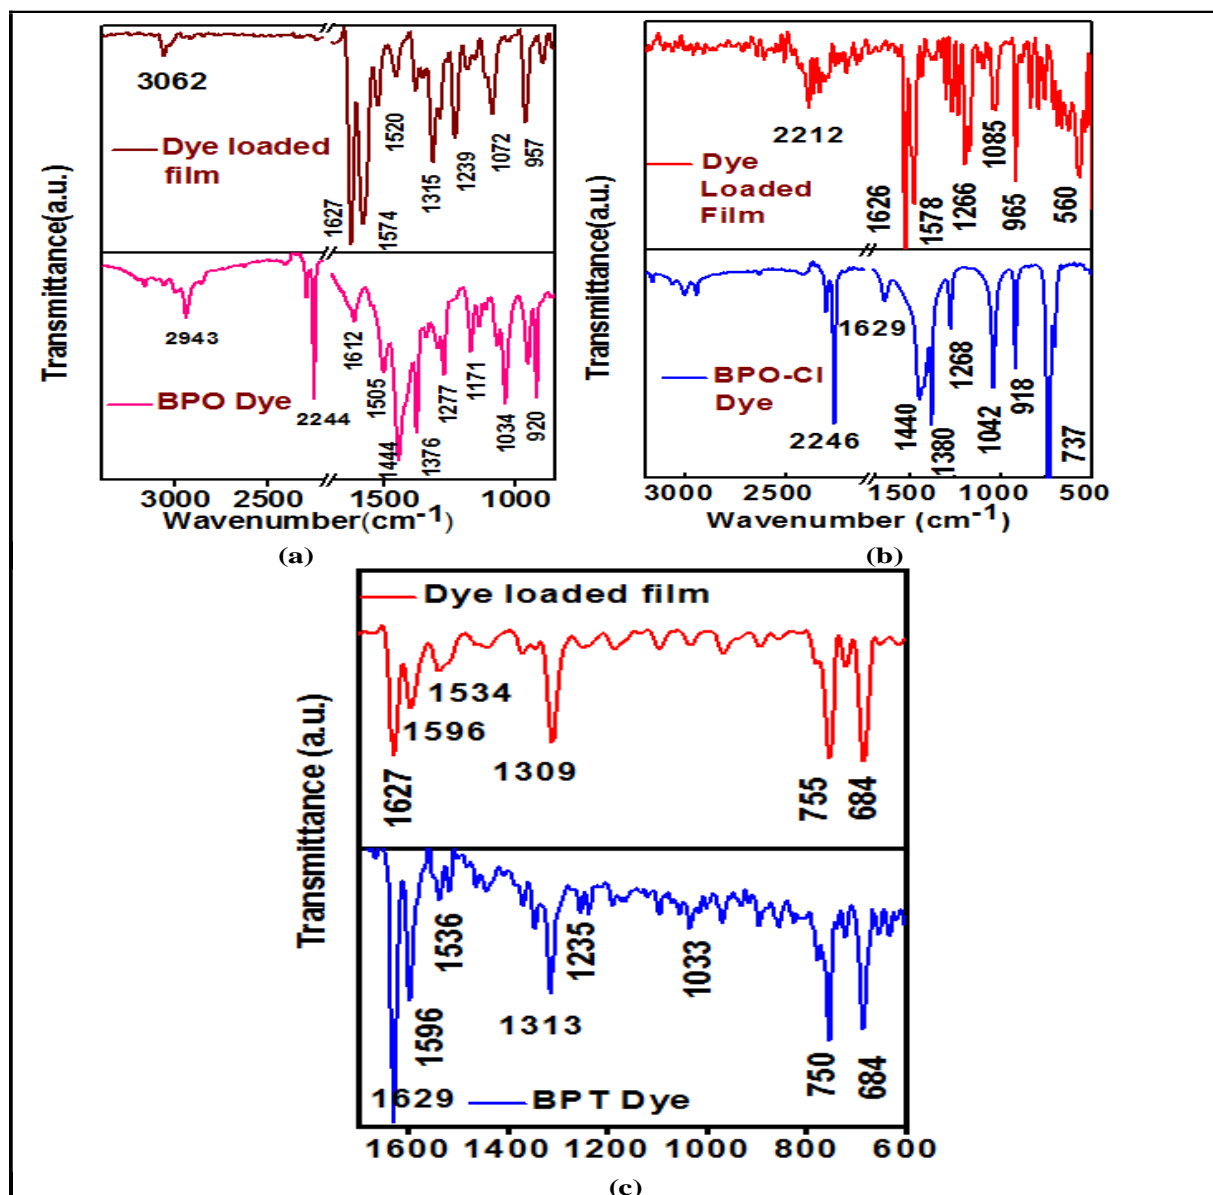 Transmittance(a.u.)
3062
Dye loaded
film
1627
1574
1520
1315
1239
1072
957
2943
BPO Dye
2244
1612
1505
1444
1376
1277
1171
1034
920
3000
2500
1500
1000
Wavenumber(cm-1)
(a)
Transmittance(a.u.)
2212
Dye
Loaded
Film
1626
1578
1266
1085
965
560
1629
BPO-Cl
Dye
2246
1440
1380
1268
1042
918
737
3000
2500
1500
1000
500
Wavenumber (cm-1)
(b)
Transmittance (a.u.)
Dye loaded film
1534
1596
1627
1309
755
684
1536
1596
1629
1313
1235
1033
750
684
BPT Dye
1600 1400 1200 1000 800 600
(c)